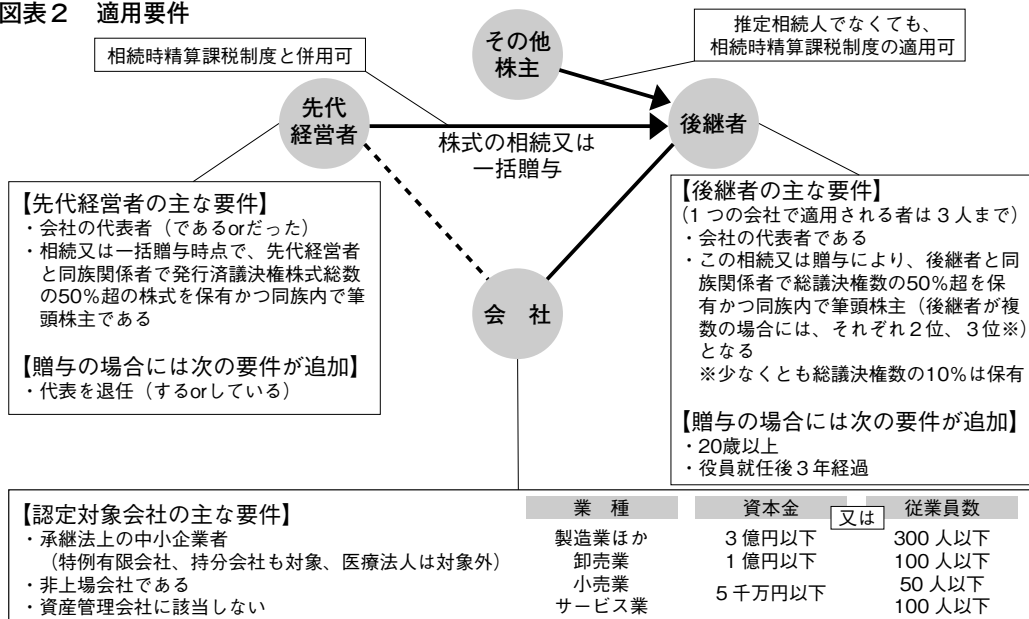 図表２　適用要件
相続時精算課税制度と併用可
その他
株主
推定相続人でなくても、
相続時精算課税制度の適用可
先代
経営者
後継者
株式の相続又は
一括贈与
【先代経営者の主な要件】
・会社の代表者（であるorだった）
・相続又は一括贈与時点で、先代経営者
と同族関係者で発行済議決権株式総数
の50%超の株式を保有かつ同族内で筆
頭株主である
【贈与の場合には次の要件が追加】
・代表を退任（するorしている）
会　社
【後継者の主な要件】
（１つの会社で適用される者は３人まで）
・会社の代表者である
・この相続又は贈与により、後継者と同
族関係者で総議決権数の50%超を保
有かつ同族内で筆頭株主（後継者が複
数の場合には、それぞれ２位、３位※）
となる
※少なくとも総議決権数の10%は保有
【贈与の場合には次の要件が追加】
・20歳以上
・役員就任後３年経過
【認定対象会社の主な要件】
・承継法上の中小企業者
（特例有限会社、持分会社も対象、医療法人は対象外）
・非上場会社である
・資産管理会社に該当しない
業　種　資本金　又は　従業員数
製造業ほか　３億円以下　300 人以下
卸売業　１億円以下　100 人以下
小売業　５千万円以下　50 人以下
サービス業　100 人以下